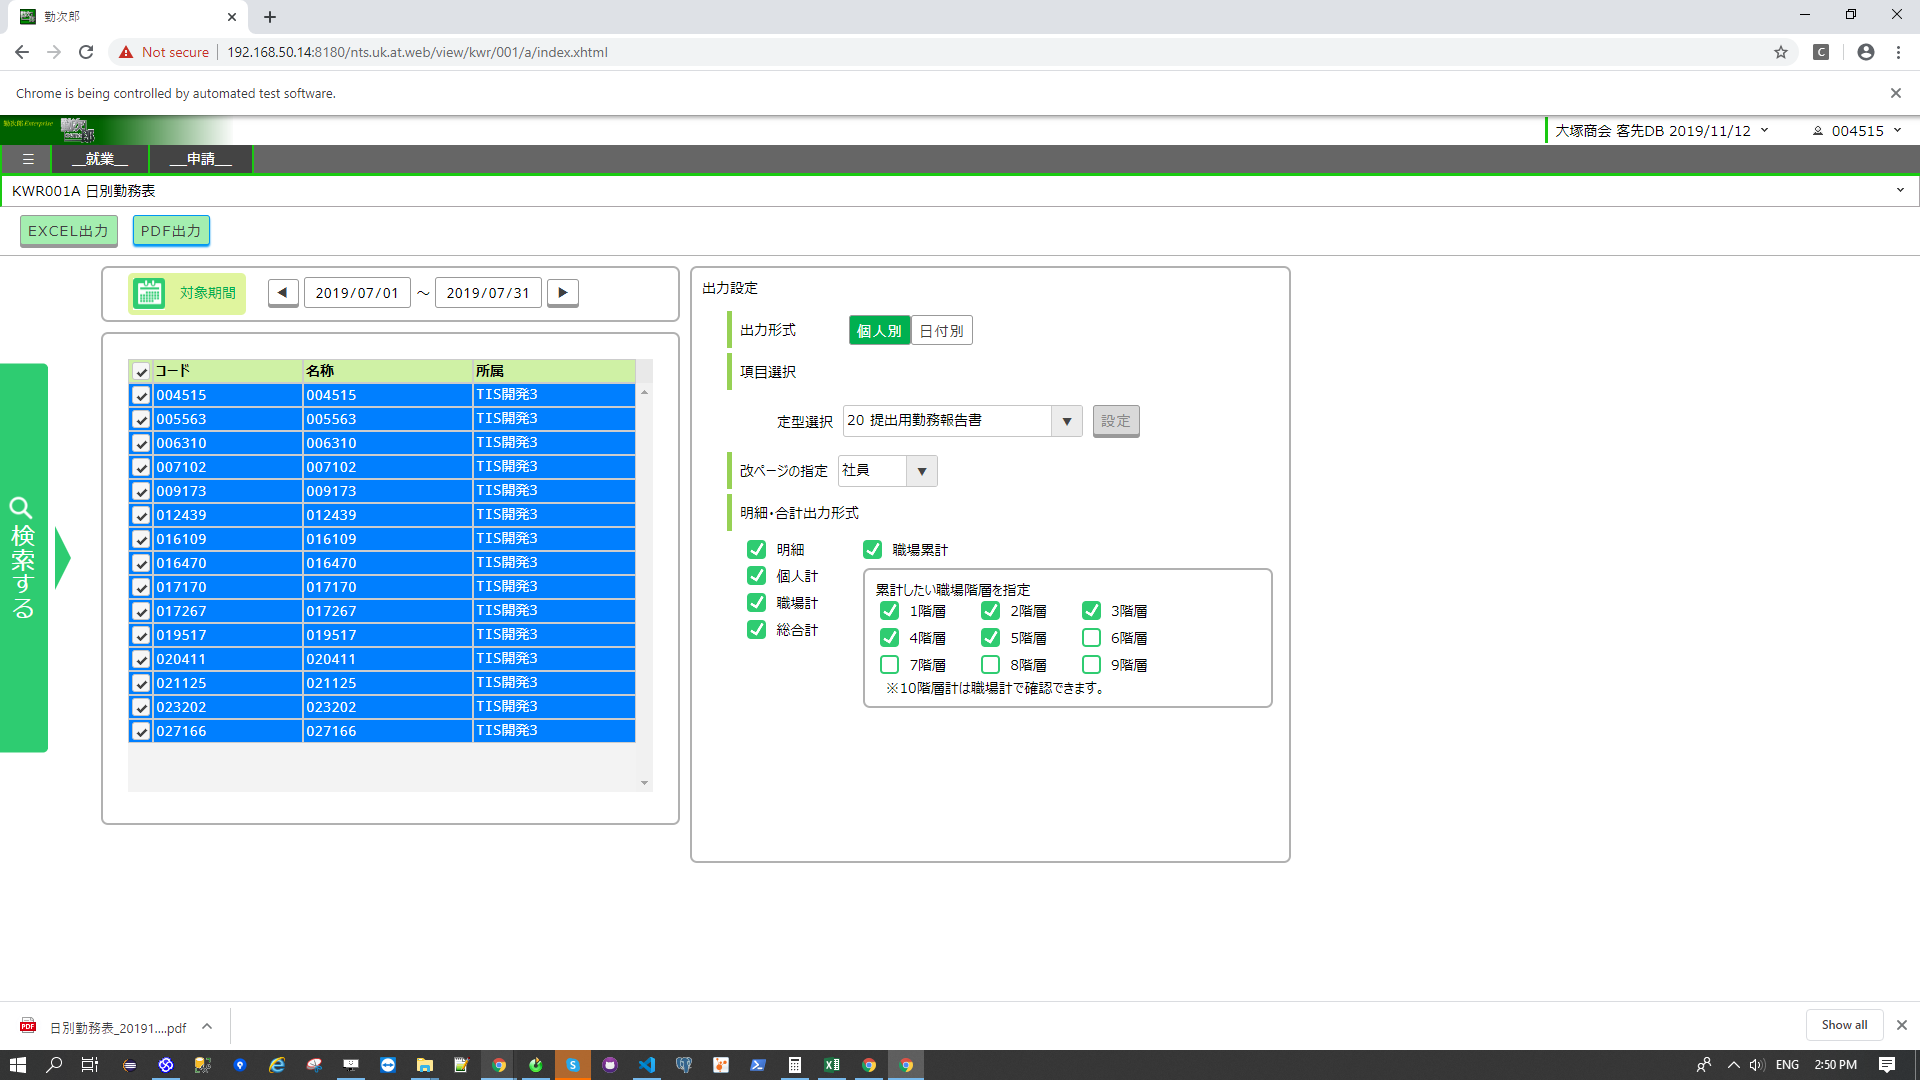 勤次郎
Not secure
192.168.50.14:8180/nts.uk.at.web/view/kwr/001/a/index.xhtml
Chrome is being controlled by automated test software.
勤次郎 Enterprise
大塚商会 客先DB 2019/11/12
004515
__就業__
__申請__
KWR001A 日別勤務表
EXCEL出力
PDF出力
対象期間
2019/07/01 ～ 2019/07/31
コード 名称 所属
004515 004515 TIS開発3
005563 005563 TIS開発3
006310 006310 TIS開発3
007102 007102 TIS開発3
009173 009173 TIS開発3
012439 012439 TIS開発3
016109 016109 TIS開発3
016470 016470 TIS開発3
017170 017170 TIS開発3
017267 017267 TIS開発3
019517 019517 TIS開発3
020411 020411 TIS開発3
021125 021125 TIS開発3
023202 023202 TIS開発3
027166 027166 TIS開発3
検索する
出力設定
出力形式 個人別 日付別
項目選択
定型選択 20 提出用勤務報告書 設定
改ページの指定 社員
明細・合計出力形式
明細 職場累計
個人計
職場計
総合計
累計したい職場階層を指定
1階層 2階層 3階層
4階層 5階層 6階層
7階層 8階層 9階層
※10階層計は職場計で確認できます。
日別勤務表_20191....pdf
Show all
ENG
2:50 PM